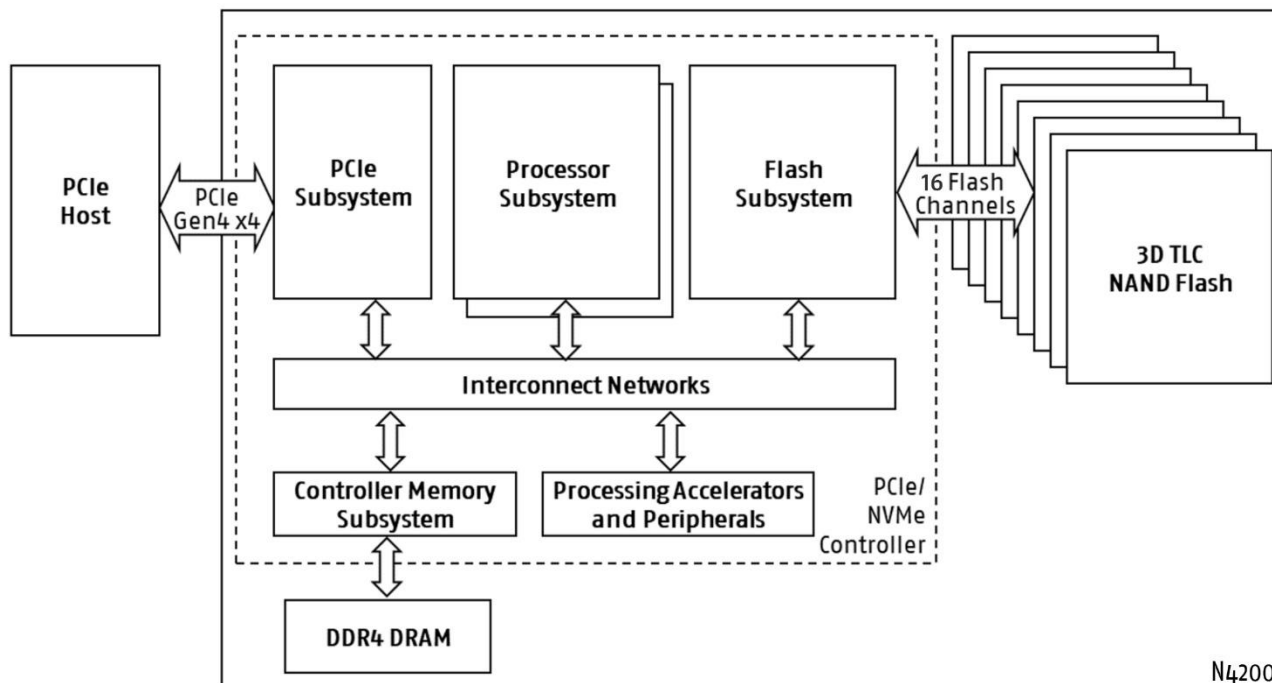 PCIe
Host
PCIe
Gen4 x4
PCIe
Subsystem
Processor
Subsystem
Flash
Subsystem
16 Flash
Channels
3D TLC
NAND Flash
Interconnect Networks
Controller Memory
Subsystem
Processing Accelerators
and Peripherals
PCIe/
NVMe
Controller
DDR4 DRAM
N4200